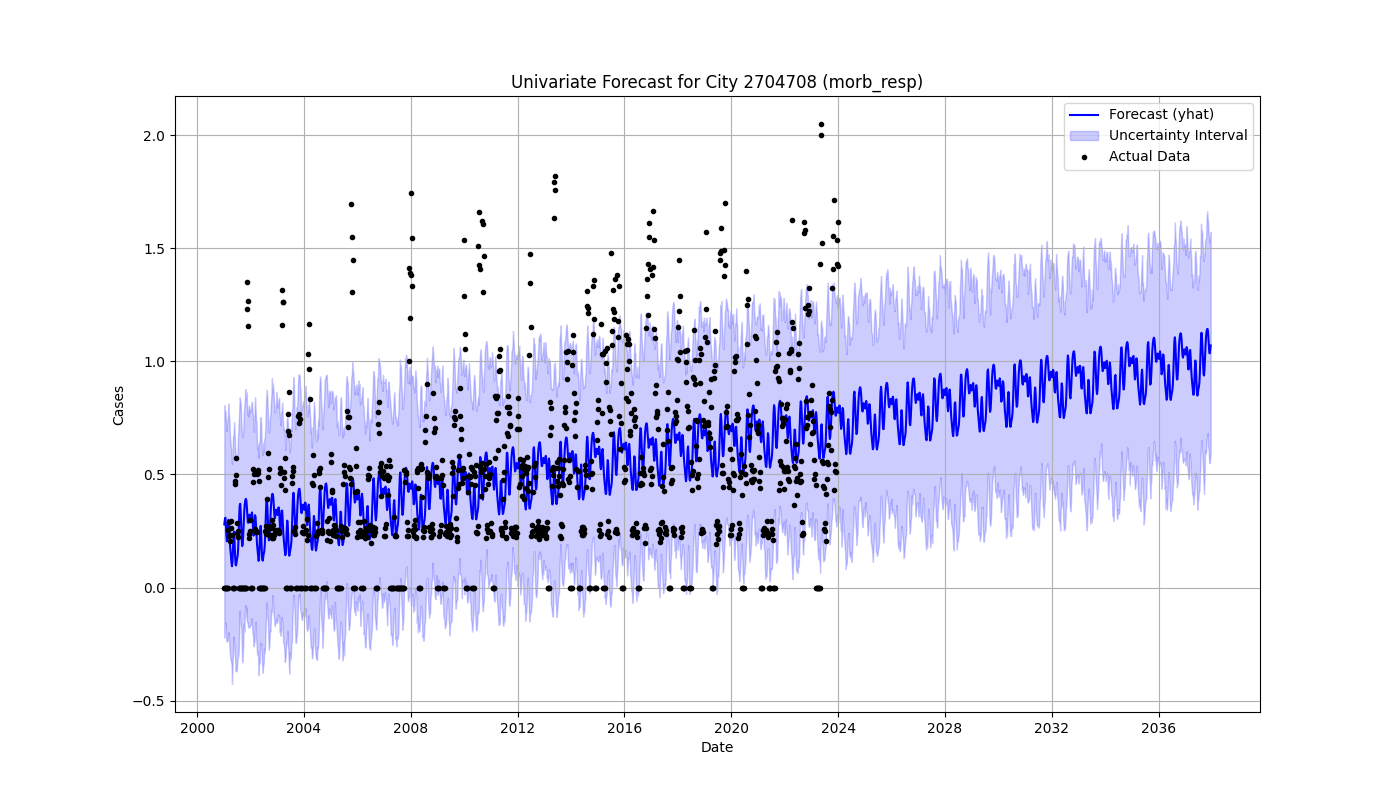 Univariate Forecast for City 2704708 (morb_resp)
Forecast (yhat)
Uncertainty Interval
Actual Data
Cases
2.0
1.5
1.0
0.5
0.0
−0.5
2000 2004 2008 2012 2016 2020 2024 2028 2032 2036
Date